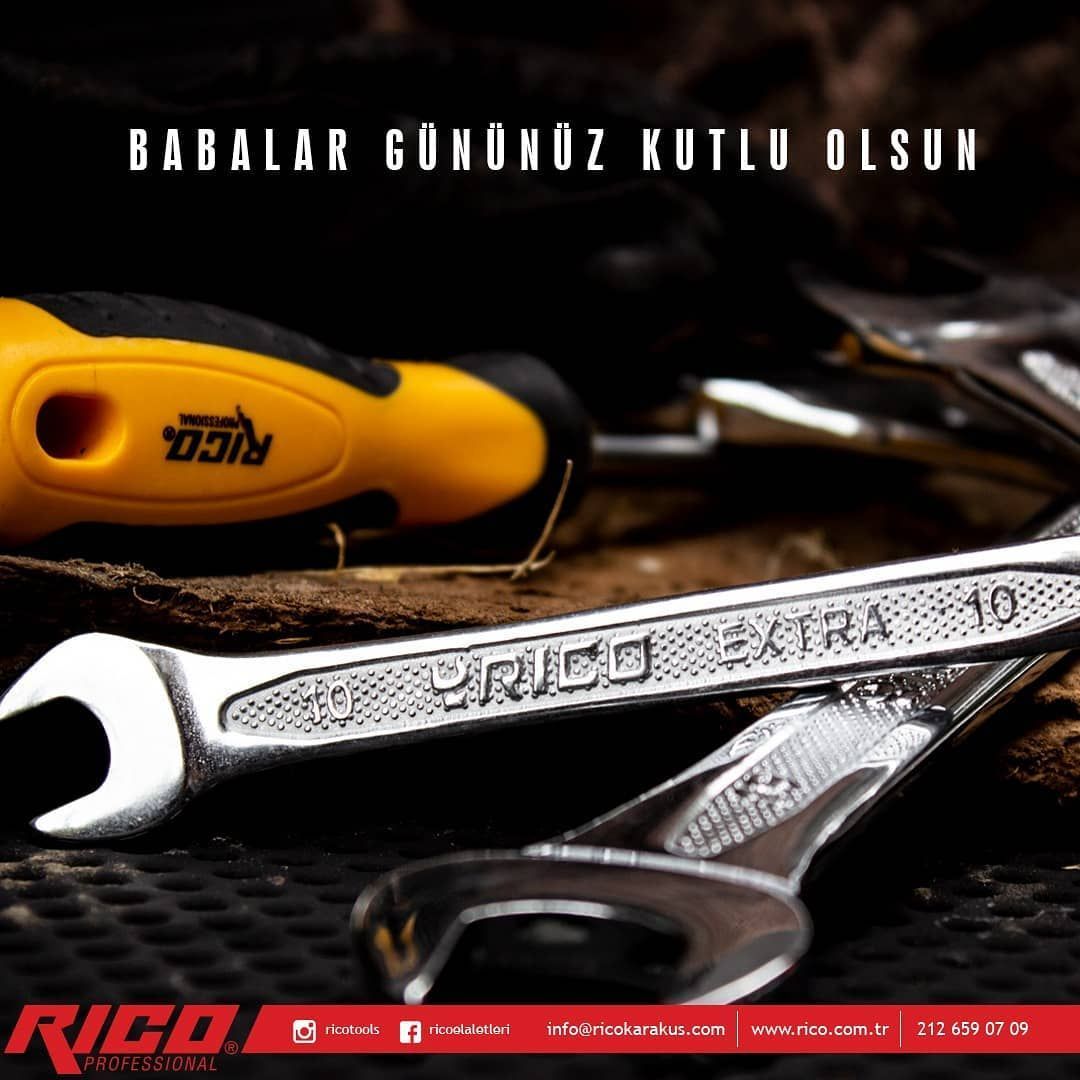 BABALAR GÜNÜNÜZ KUTLU OLSUN
RICO®
PROFESSIONAL
10 RICO EXTRA 10
RICO®
PROFESSIONAL
ricotools
ricoelaletleri
info@ricokarakus.com
www.rico.com.tr
212 659 07 09